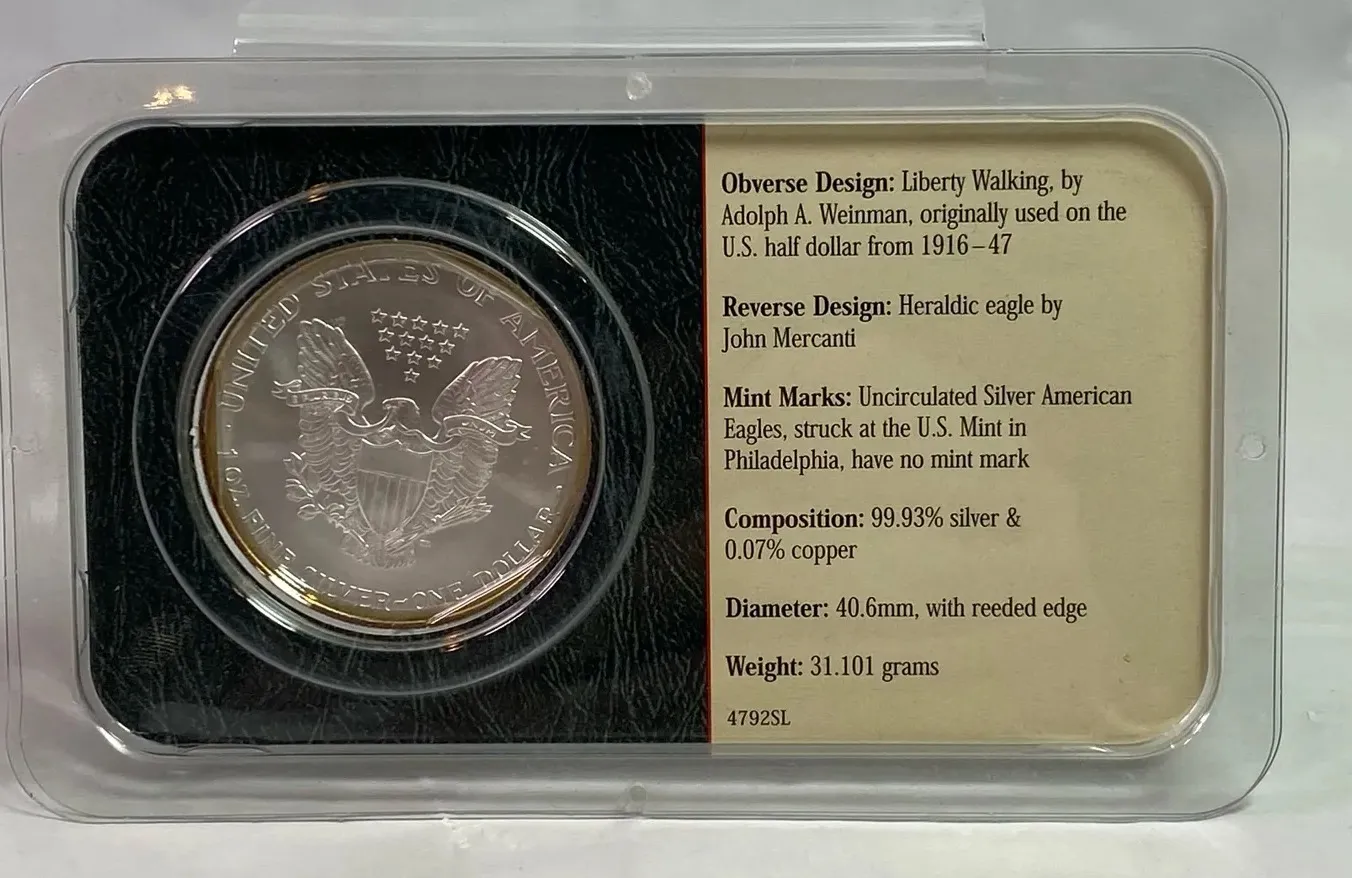 UNITED STATES OF AMERICA
1 OZ. FINE SILVER–ONE DOLLAR
Obverse Design: Liberty Walking, by
Adolph A. Weinman, originally used on the
U.S. half dollar from 1916–47
Reverse Design: Heraldic eagle by
John Mercanti
Mint Marks: Uncirculated Silver American
Eagles, struck at the U.S. Mint in
Philadelphia, have no mint mark
Composition: 99.93% silver &
0.07% copper
Diameter: 40.6mm, with reeded edge
Weight: 31.101 grams
4792SL